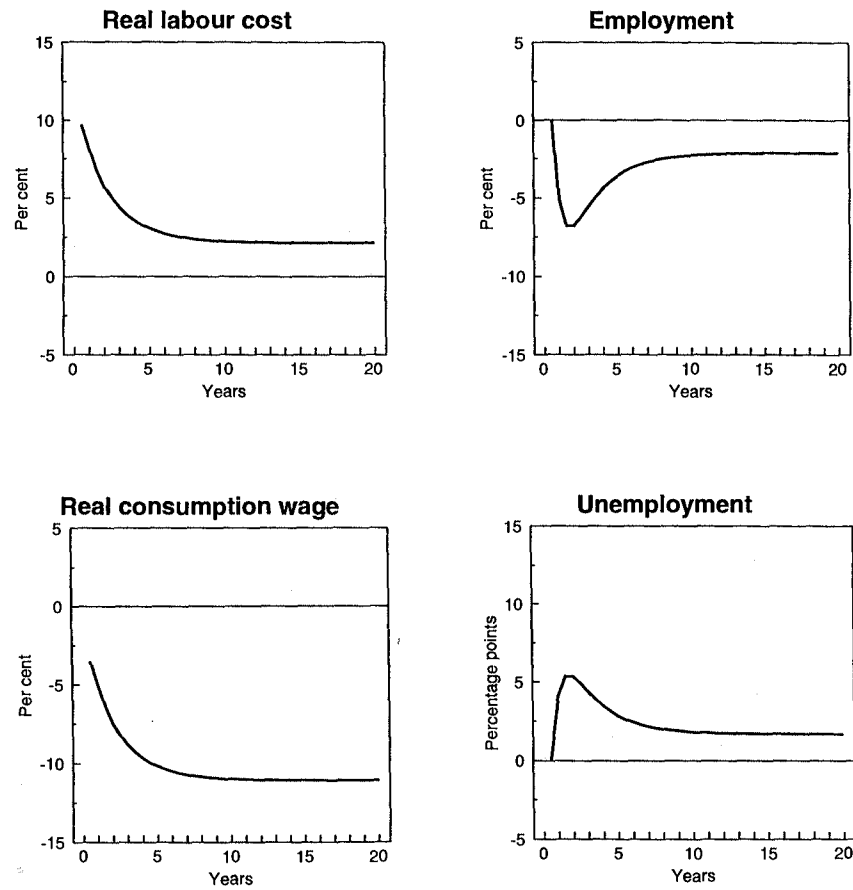 Real labour cost
15
10
5
0
-5
Per cent
0 5 10 15 20
Years
Employment
5
0
-5
-10
-15
Per cent
0 5 10 15 20
Years
Real consumption wage
5
0
-5
-10
-15
Per cent
0 5 10 15 20
Years
Unemployment
15
10
5
0
-5
Percentage points
0 5 10 15 20
Years